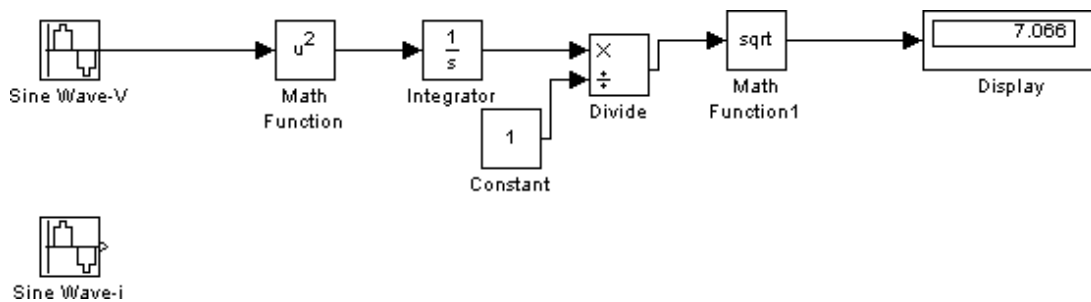 u²
1
s
×
÷
sqrt
7.066
Sine Wave-V
Math
Function
Integrator
1
Constant
Divide
Math
Function1
Display
Sine Wave-i